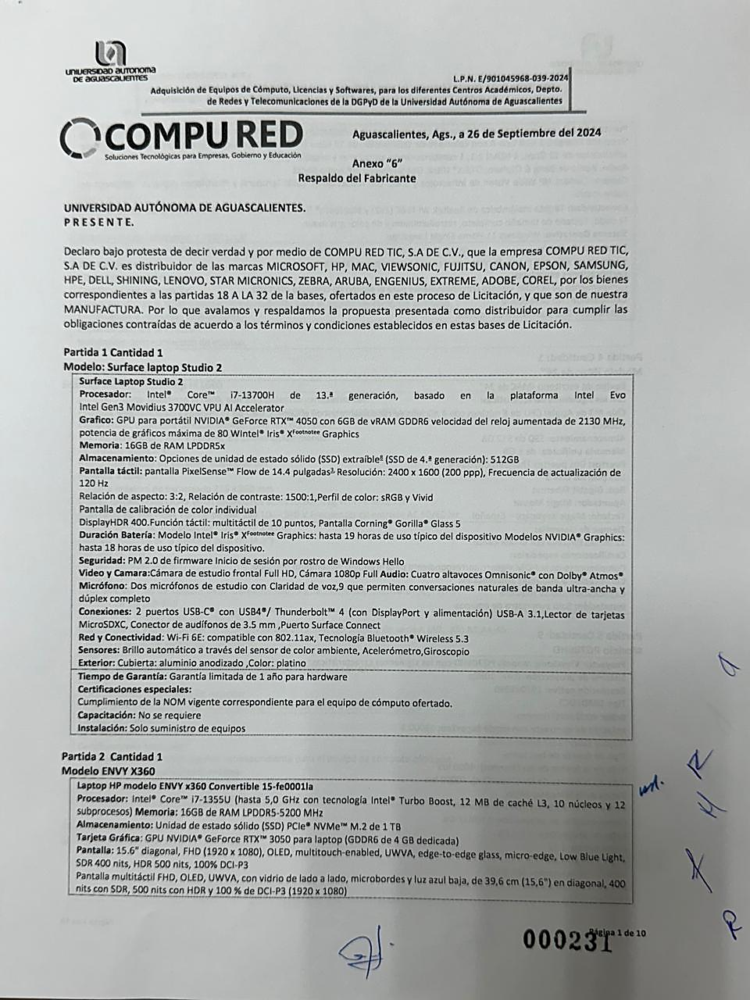 UNIVERSIDAD AUTONOMA
DE AGUASCALIENTES
L.P.N. E/901045968-039-2024
Adquisición de Equipos de Cómputo, Licencias y Softwares, para los diferentes Centros Académicos, Depto.
de Redes y Telecomunicaciones de la DGPyD de la Universidad Autónoma de Aguascalientes
COMPU RED
Soluciones Tecnológicas para Empresas, Gobierno y Educación
Aguascalientes, Ags., a 26 de Septiembre del 2024
Anexo "6"
Respaldo del Fabricante
UNIVERSIDAD AUTÓNOMA DE AGUASCALIENTES.
P R E S E N T E.
Declaro bajo protesta de decir verdad y por medio de COMPU RED TIC, S.A DE C.V., que la empresa COMPU RED TIC,
S.A DE C.V. es distribuidor de las marcas MICROSOFT, HP, MAC, VIEWSONIC, FUJITSU, CANON, EPSON, SAMSUNG,
HPE, DELL, SHINING, LENOVO, STAR MICRONICS, ZEBRA, ARUBA, ENGENIUS, EXTREME, ADOBE, COREL, por los bienes
correspondientes a las partidas 18 A LA 32 de la bases, ofertados en este proceso de Licitación, y que son de nuestra
MANUFACTURA. Por lo que avalamos y respaldamos la propuesta presentada como distribuidor para cumplir las
obligaciones contraídas de acuerdo a los términos y condiciones establecidos en estas bases de Licitación.
Partida 1 Cantidad 1
Modelo: Surface laptop Studio 2
Surface Laptop Studio 2
Procesador: Intel® Core™ i7-13700H de 13.ª generación, basado en la plataforma Intel Evo
Intel Gen3 Movidius 3700VC VPU AI Accelerator
Grafico: GPU para portátil NVIDIA® GeForce RTX™ 4050 con 6GB de vRAM GDDR6 velocidad del reloj aumentada de 2130 MHz,
potencia de gráficos máxima de 80 WIntel® Iris® XFootnotee Graphics
Memoria: 16GB de RAM LPDDR5x
Almacenamiento: Opciones de unidad de estado sólido (SSD) extraíble⁸ (SSD de 4.ª generación): 512GB
Pantalla táctil: pantalla PixelSense™ Flow de 14.4 pulgadas³, Resolución: 2400 x 1600 (200 ppp), Frecuencia de actualización de
120 Hz
Relación de aspecto: 3:2, Relación de contraste: 1500:1,Perfil de color: sRGB y Vivid
Pantalla de calibración de color individual
DisplayHDR 400.Función táctil: multitáctil de 10 puntos, Pantalla Corning® Gorilla® Glass 5
Duración Batería: Modelo Intel® Iris® XFootnotee Graphics: hasta 19 horas de uso típico del dispositivo Modelos NVIDIA® Graphics:
hasta 18 horas de uso típico del dispositivo.
Seguridad: PM 2.0 de firmware Inicio de sesión por rostro de Windows Hello
Video y Camara:Cámara de estudio frontal Full HD, Cámara 1080p Full Audio: Cuatro altavoces Omnisonic® con Dolby® Atmos®
Micrófono: Dos micrófonos de estudio con Claridad de voz,9 que permiten conversaciones naturales de banda ultra-ancha y
dúplex completo
Conexiones: 2 puertos USB-C® con USB4®/ Thunderbolt™ 4 (con DisplayPort y alimentación) USB-A 3.1,Lector de tarjetas
MicroSDXC, Conector de audífonos de 3.5 mm ,Puerto Surface Connect
Red y Conectividad: Wi-Fi 6E: compatible con 802.11ax, Tecnología Bluetooth® Wireless 5.3
Sensores: Brillo automático a través del sensor de color ambiente, Acelerómetro,Giroscopio
Exterior: Cubierta: aluminio anodizado ,Color: platino
Tiempo de Garantía: Garantía limitada de 1 año para hardware
Certificaciones especiales:
Cumplimiento de la NOM vigente correspondiente para el equipo de cómputo ofertado.
Capacitación: No se requiere
Instalación: Solo suministro de equipos
Partida 2 Cantidad 1
Modelo ENVY X360
Laptop HP modelo ENVY x360 Convertible 15-fe0001la
Procesador: Intel® Core™ i7-1355U (hasta 5,0 GHz con tecnología Intel® Turbo Boost, 12 MB de caché L3, 10 núcleos y 12
subprocesos) Memoria: 16GB de RAM LPDDR5-5200 MHz
Almacenamiento: Unidad de estado sólido (SSD) PCIe® NVMe™ M.2 de 1 TB
Tarjeta Gráfica: GPU NVIDIA® GeForce RTX™ 3050 para laptop (GDDR6 de 4 GB dedicada)
Pantalla: 15.6" diagonal, FHD (1920 x 1080), OLED, multitouch-enabled, UWVA, edge-to-edge glass, micro-edge, Low Blue Light,
SDR 400 nits, HDR 500 nits, 100% DCI-P3
Pantalla multitáctil FHD, OLED, UWVA, con vidrio de lado a lado, microbordes y luz azul baja, de 39,6 cm (15,6") en diagonal, 400
nits con SDR, 500 nits con HDR y 100 % de DCI-P3 (1920 x 1080)
Página 1 de 10
000231